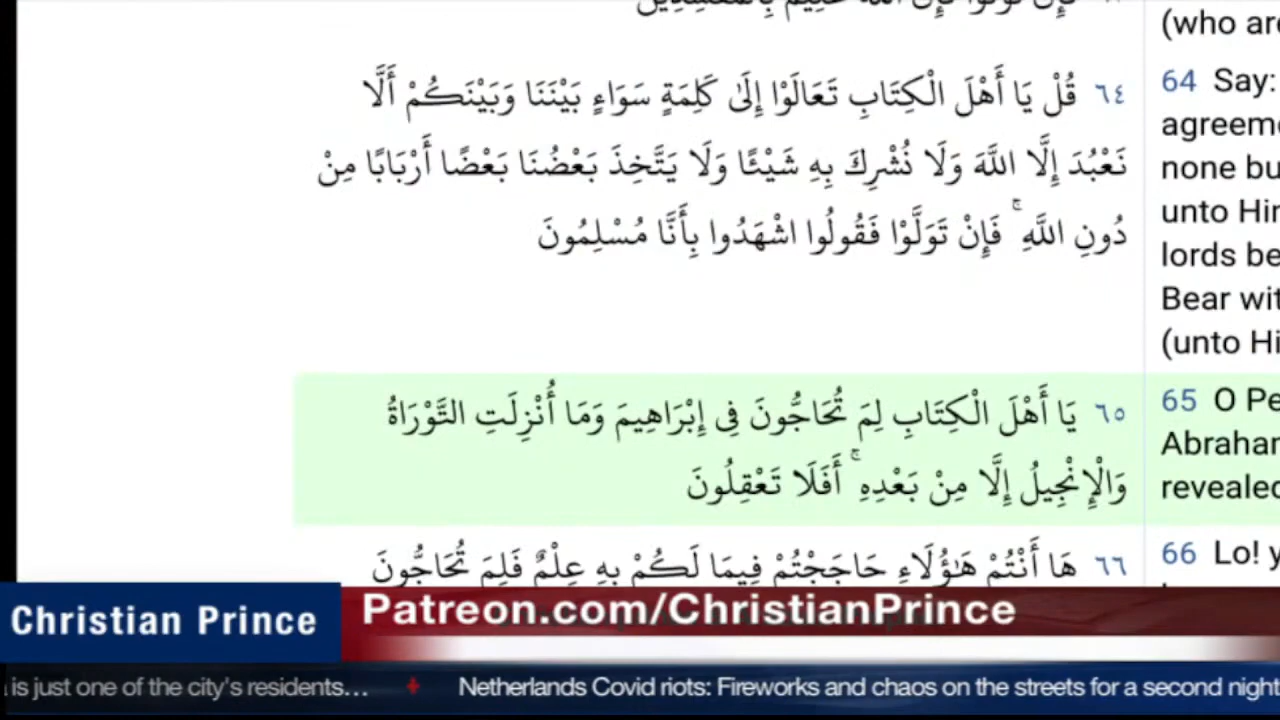 (who are
٦٤ قُلْ يَا أَهْلَ الْكِتَابِ تَعَالَوْا إِلَىٰ كَلِمَةٍ سَوَاءٍ بَيْنَنَا وَبَيْنَكُمْ أَلَّا
نَعْبُدَ إِلَّا اللَّهَ وَلَا نُشْرِكَ بِهِ شَيْئًا وَلَا يَتَّخِذَ بَعْضُنَا بَعْضًا أَرْبَابًا مِنْ
دُونِ اللَّهِ ۚ فَإِنْ تَوَلَّوْا فَقُولُوا اشْهَدُوا بِأَنَّا مُسْلِمُونَ
64 Say:
agreeme
none bu
unto Him
lords be
Bear wit
(unto Hi
٦٥ يَا أَهْلَ الْكِتَابِ لِمَ تُحَاجُّونَ فِي إِبْرَاهِيمَ وَمَا أُنْزِلَتِ التَّوْرَاةُ
وَالْإِنْجِيلُ إِلَّا مِنْ بَعْدِهِ ۚ أَفَلَا تَعْقِلُونَ
65 O Pe
Abrahan
revealed
٦٦ هَا أَنْتُمْ هَٰؤُلَاءِ حَاجَجْتُمْ فِيمَا لَكُمْ بِهِ عِلْمٌ فَلِمَ تُحَاجُّونَ
66 Lo! y
Christian Prince
Patreon.com/ChristianPrince
is just one of the city's residents... Netherlands Covid riots: Fireworks and chaos on the streets for a second night